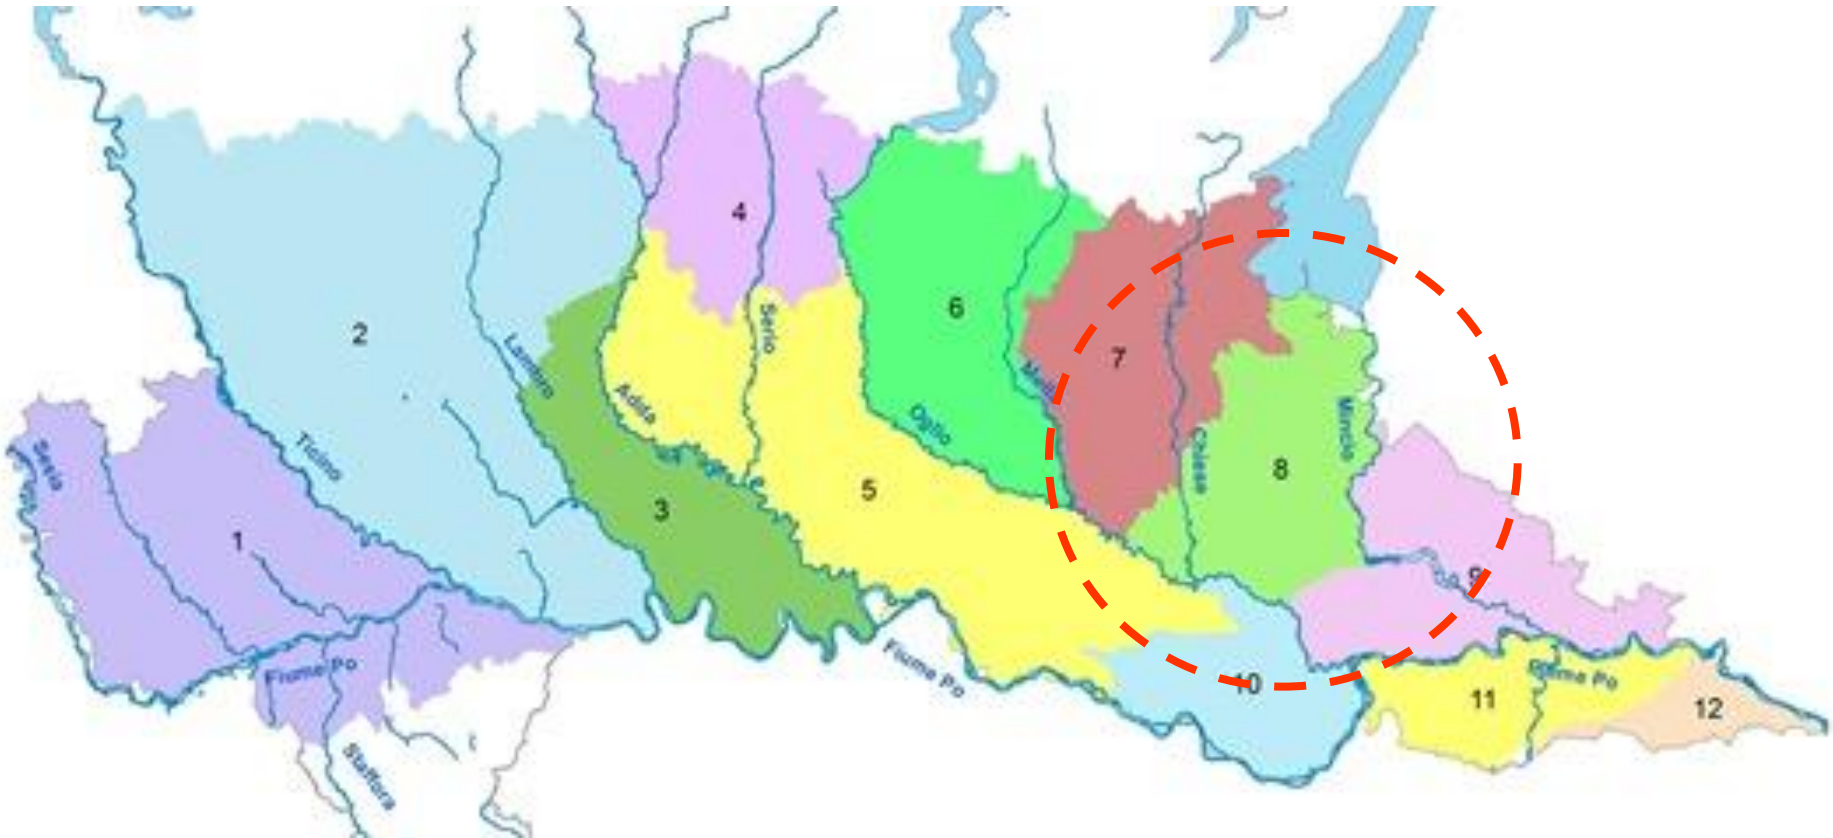 4
2
6
Serio
Lambro
7
Adda
Oglio
Mincio
Sesia
Ticino
Chiese
8
5
3
1
9
Fiume Po
Fiume Po
Fiume Po
10
11
12
Staffora